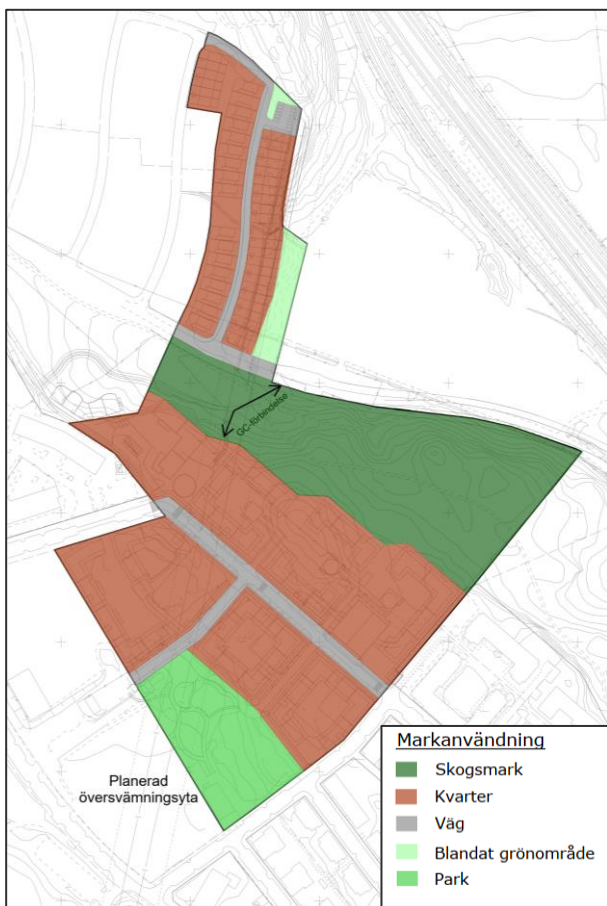 GC-förbindelse
Planerad
översvämningsyta
Markanvändning
Skogsmark
Kvarter
Väg
Blandat grönområde
Park